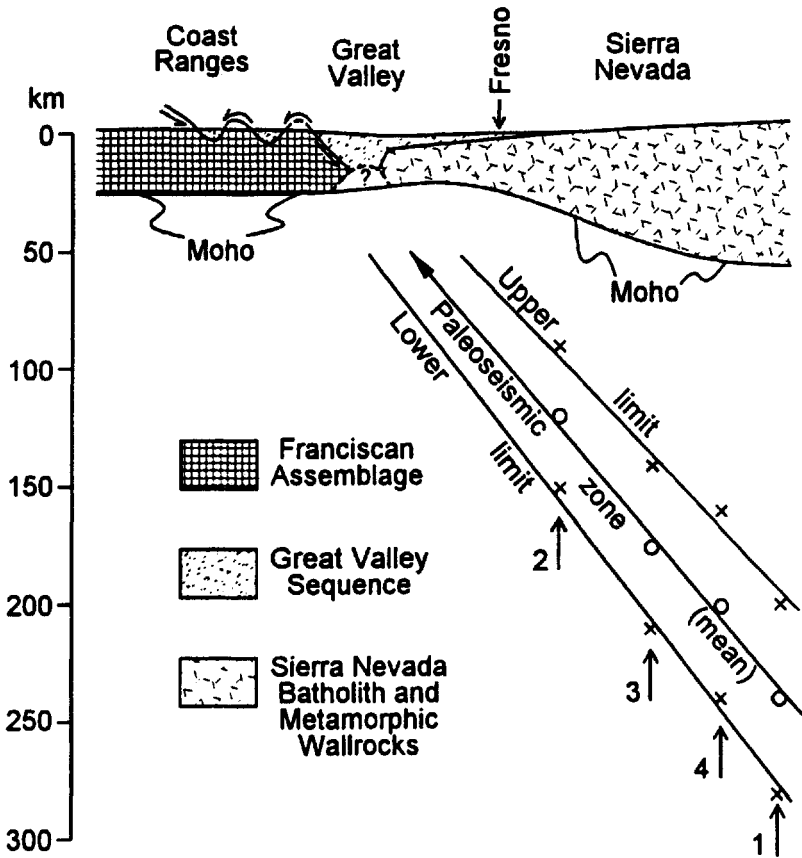 Coast
Ranges
Great
Valley
Fresno
Sierra
Nevada
km
0
50
100
150
200
250
300
?
Moho
Moho
Upper
limit
Paleoseismic
zone
(mean)
Lower
limit
Franciscan
Assemblage
Great Valley
Sequence
Sierra Nevada
Batholith and
Metamorphic
Wallrocks
2
3
4
1